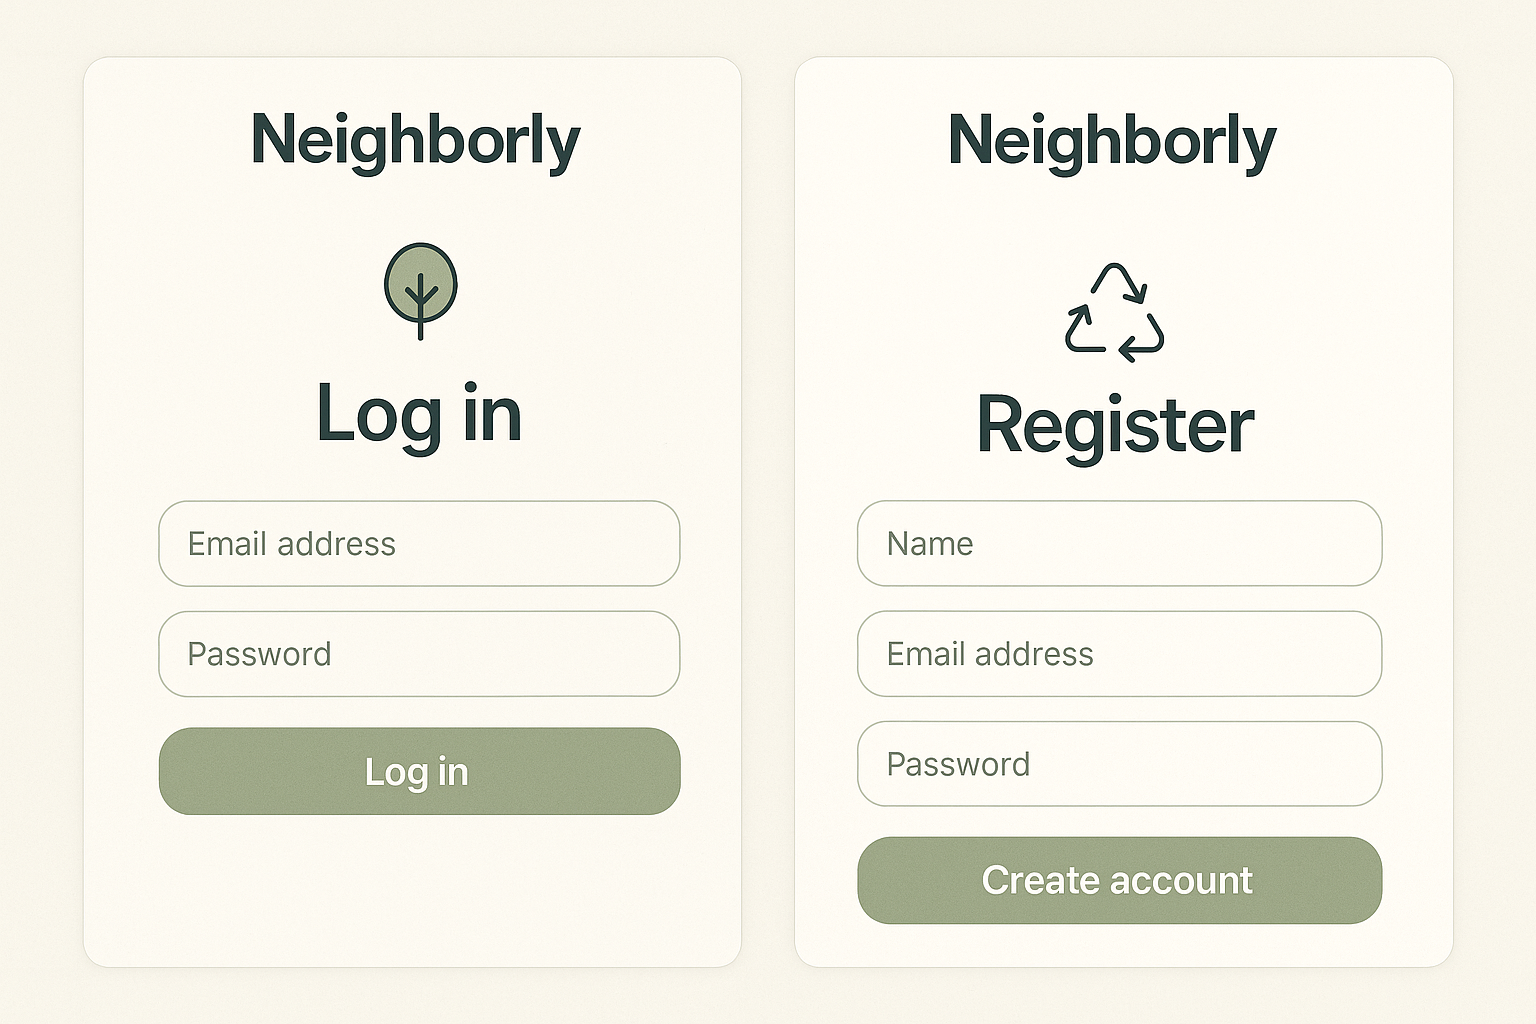 Neighborly
Log in
Email address
Password
Log in
Neighborly
Register
Name
Email address
Password
Create account